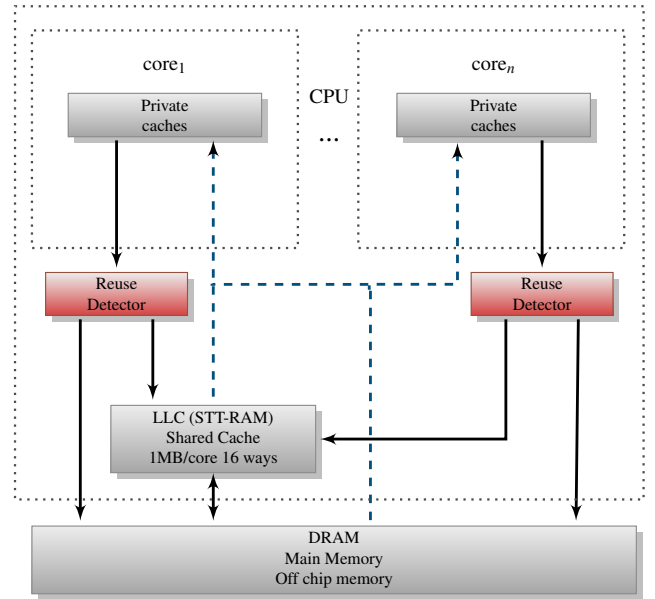 core1
coren
CPU
...
Private
caches
Private
caches
Reuse
Detector
Reuse
Detector
LLC (STT-RAM)
Shared Cache
1MB/core 16 ways
DRAM
Main Memory
Off chip memory